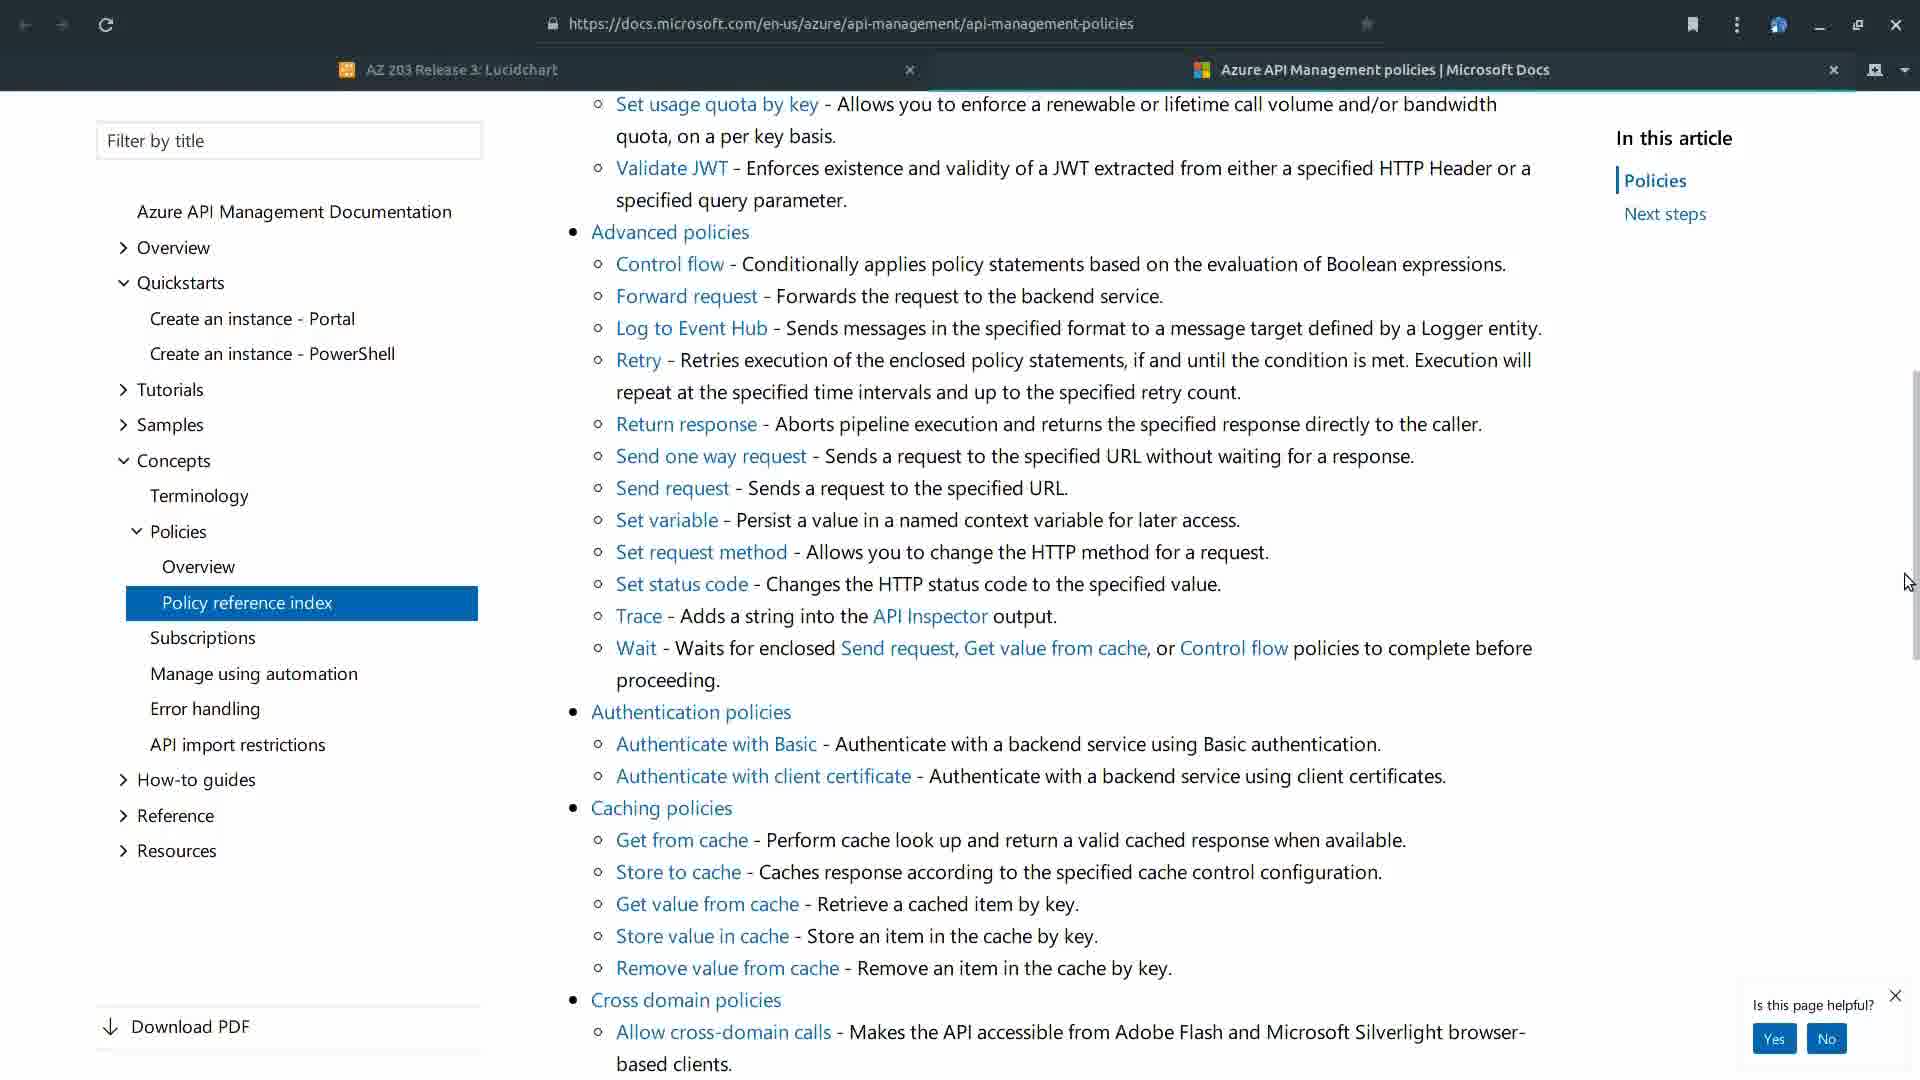 https://docs.microsoft.com/en-us/azure/api-management/api-management-policies
AZ 203 Release 3: Lucidchart
Azure API Management policies | Microsoft Docs
Filter by title
Azure API Management Documentation
Overview
Quickstarts
Create an instance - Portal
Create an instance - PowerShell
Tutorials
Samples
Concepts
Terminology
Policies
Overview
Policy reference index
Subscriptions
Manage using automation
Error handling
API import restrictions
How-to guides
Reference
Resources
Download PDF
Set usage quota by key - Allows you to enforce a renewable or lifetime call volume and/or bandwidth
quota, on a per key basis.
Validate JWT - Enforces existence and validity of a JWT extracted from either a specified HTTP Header or a
specified query parameter.
Advanced policies
Control flow - Conditionally applies policy statements based on the evaluation of Boolean expressions.
Forward request - Forwards the request to the backend service.
Log to Event Hub - Sends messages in the specified format to a message target defined by a Logger entity.
Retry - Retries execution of the enclosed policy statements, if and until the condition is met. Execution will
repeat at the specified time intervals and up to the specified retry count.
Return response - Aborts pipeline execution and returns the specified response directly to the caller.
Send one way request - Sends a request to the specified URL without waiting for a response.
Send request - Sends a request to the specified URL.
Set variable - Persist a value in a named context variable for later access.
Set request method - Allows you to change the HTTP method for a request.
Set status code - Changes the HTTP status code to the specified value.
Trace - Adds a string into the API Inspector output.
Wait - Waits for enclosed Send request, Get value from cache, or Control flow policies to complete before
proceeding.
Authentication policies
Authenticate with Basic - Authenticate with a backend service using Basic authentication.
Authenticate with client certificate - Authenticate with a backend service using client certificates.
Caching policies
Get from cache - Perform cache look up and return a valid cached response when available.
Store to cache - Caches response according to the specified cache control configuration.
Get value from cache - Retrieve a cached item by key.
Store value in cache - Store an item in the cache by key.
Remove value from cache - Remove an item in the cache by key.
Cross domain policies
Allow cross-domain calls - Makes the API accessible from Adobe Flash and Microsoft Silverlight browser-
based clients.
In this article
Policies
Next steps
Is this page helpful?
Yes
No